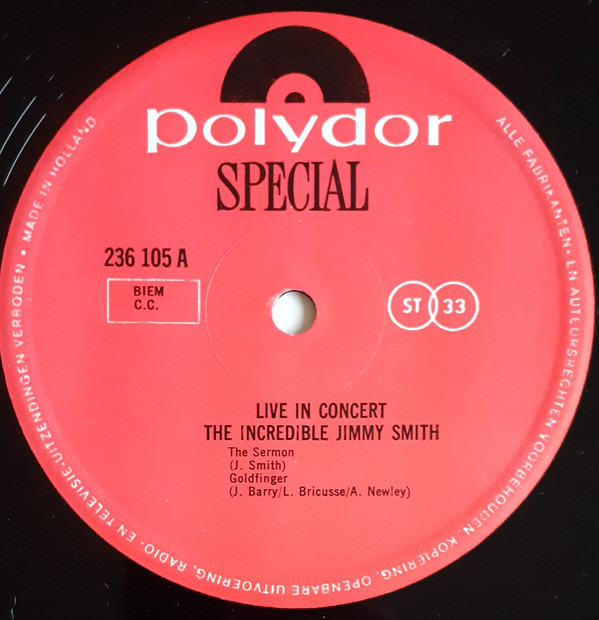 polydor
SPECIAL
236 105 A
BIEM
C.C.
ST 33
LIVE IN CONCERT
THE INCREDIBLE JIMMY SMITH
The Sermon
(J. Smith)
Goldfinger
(J. Barry/L. Bricusse/A. Newley)
ALLE FABRIKANTEN- EN AUTEURSRECHTEN VOORBEHOUDEN. KOPIERING, OPENBARE UITVOERING, RADIO- EN TELEVISIE-UITZENDINGEN VERBODEN • MADE IN HOLLAND